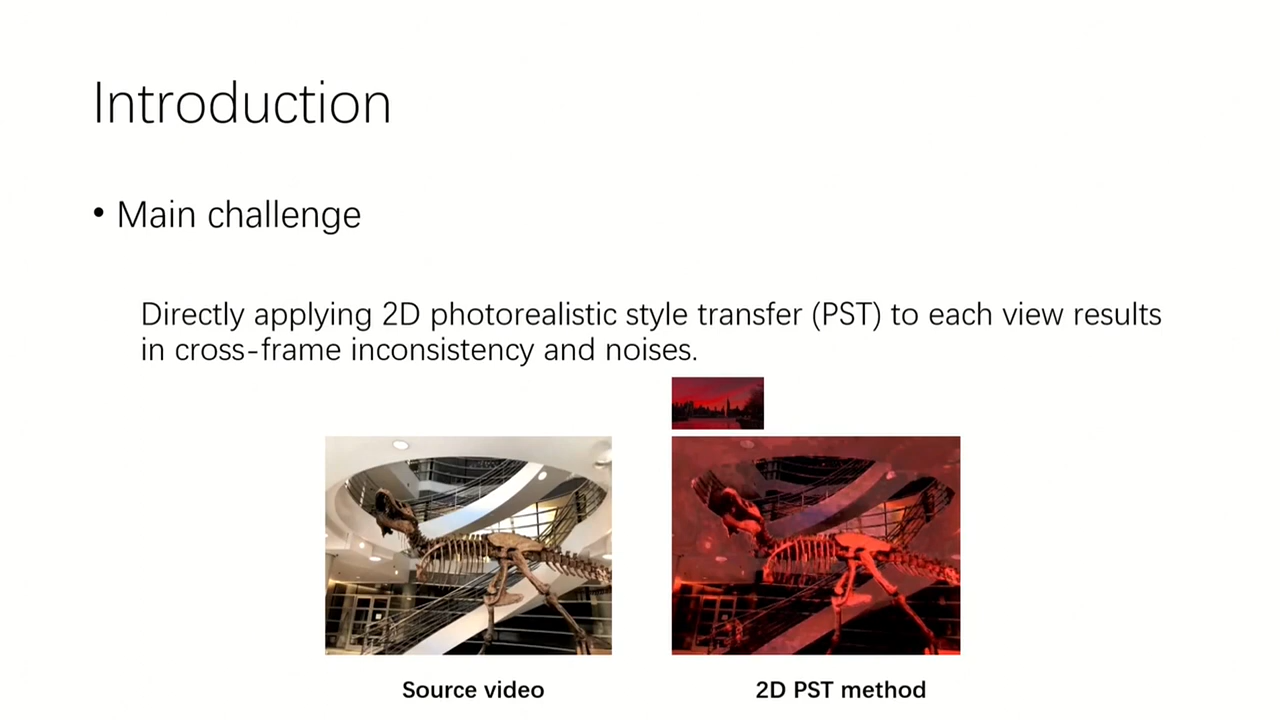 Introduction
• Main challenge
Directly applying 2D photorealistic style transfer (PST) to each view results
in cross-frame inconsistency and noises.
Source video
2D PST method